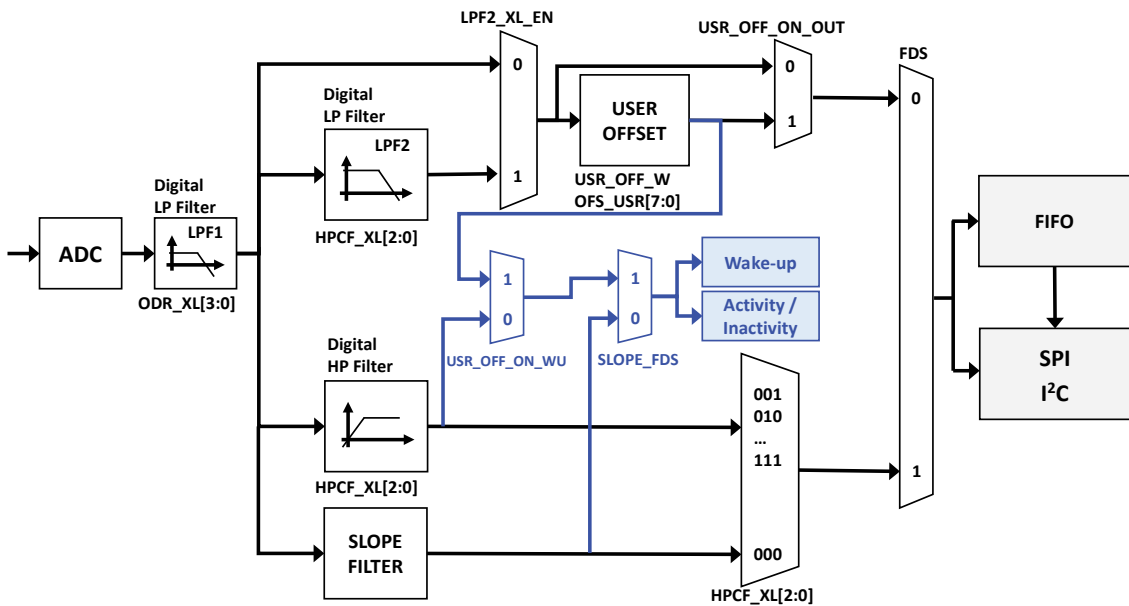 LPF2_XL_EN
USR_OFF_ON_OUT
FDS
0
0
0
Digital
LP Filter
LPF2
USER
OFFSET
1
1
USR_OFF_W
OFS_USR[7:0]
HPCF_XL[2:0]
Digital
LP Filter
LPF1
ADC
ODR_XL[3:0]
FIFO
Wake-up
1
1
0
0
Activity /
Inactivity
USR_OFF_ON_WU
SLOPE_FDS
SPI
I²C
Digital
HP Filter
HPCF_XL[2:0]
001
010
...
111
1
SLOPE
FILTER
000
HPCF_XL[2:0]